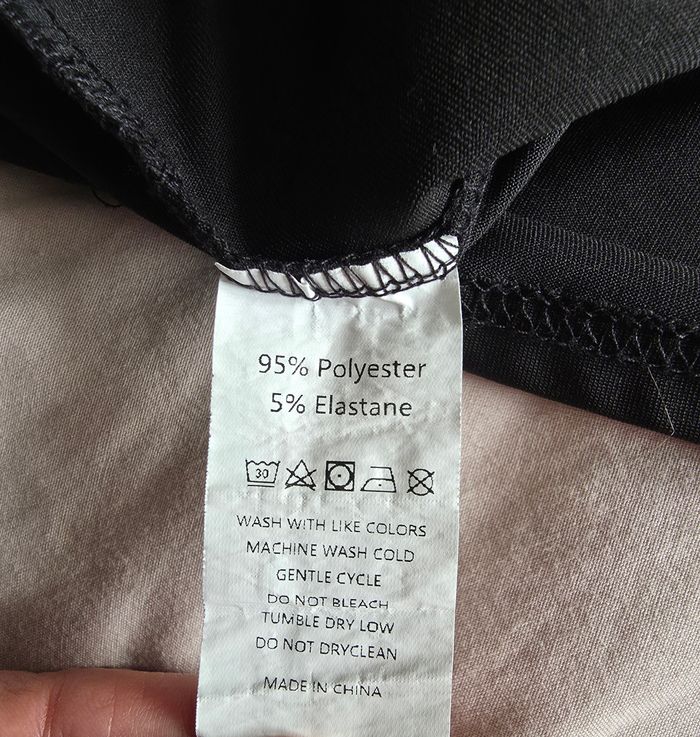 95% Polyester
5% Elastane
30
WASH WITH LIKE COLORS
MACHINE WASH COLD
GENTLE CYCLE
DO NOT BLEACH
TUMBLE DRY LOW
DO NOT DRYCLEAN
MADE IN CHINA